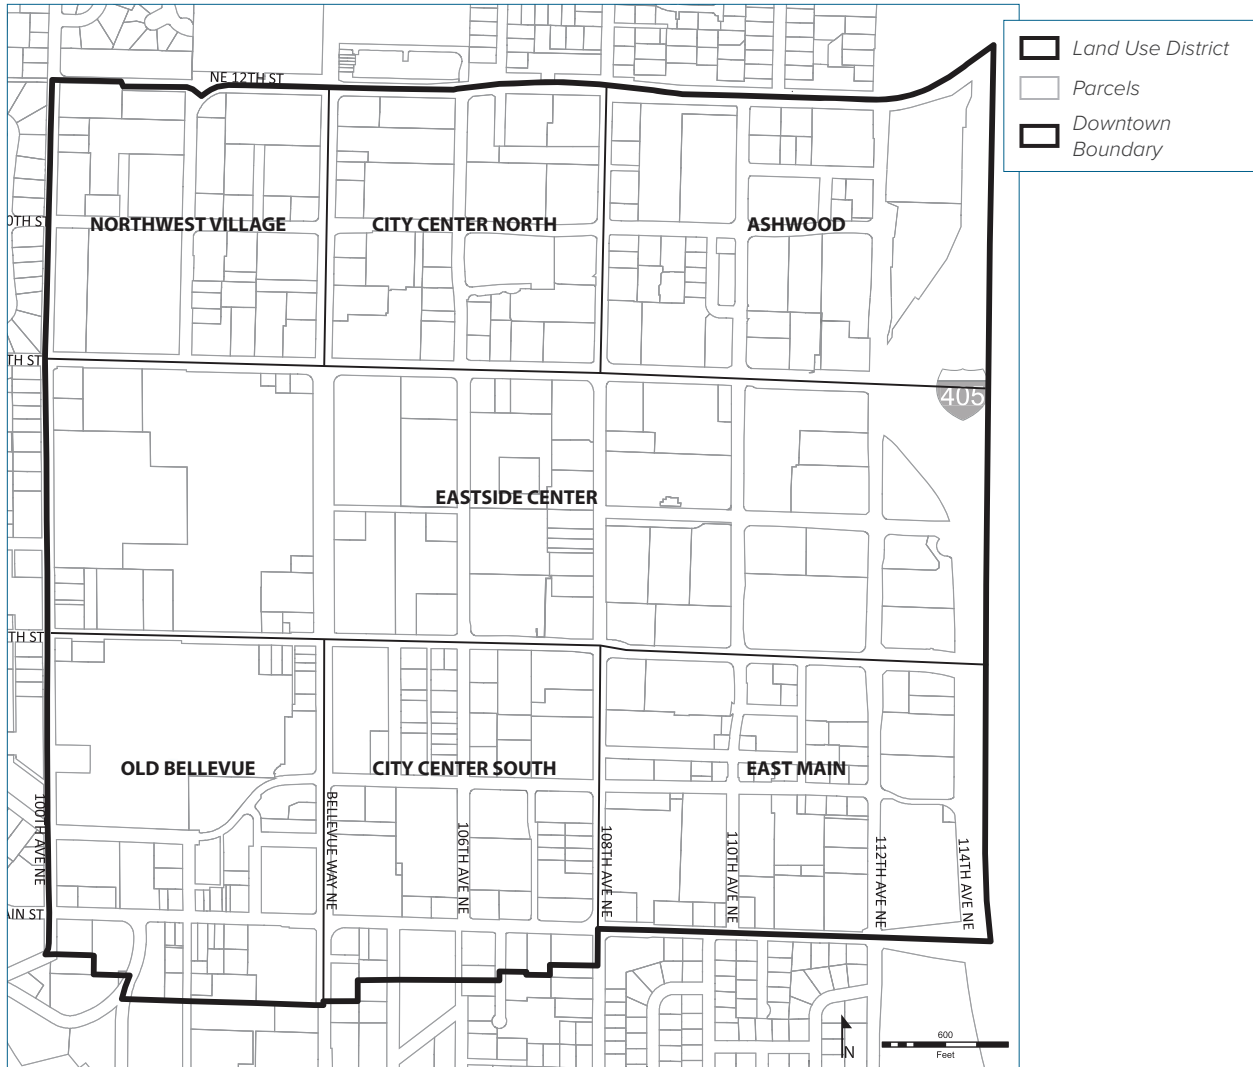 Land Use District
Parcels
Downtown
Boundary
NE 12TH ST
0TH ST
NORTHWEST VILLAGE
CITY CENTER NORTH
ASHWOOD
TH ST
405
EASTSIDE CENTER
TH ST
OLD BELLEVUE
CITY CENTER SOUTH
EAST MAIN
100TH AVE NE
BELLEVUE WAY NE
106TH AVE NE
108TH AVE NE
110TH AVE NE
112TH AVE NE
114TH AVE NE
AIN ST
N
600
Feet